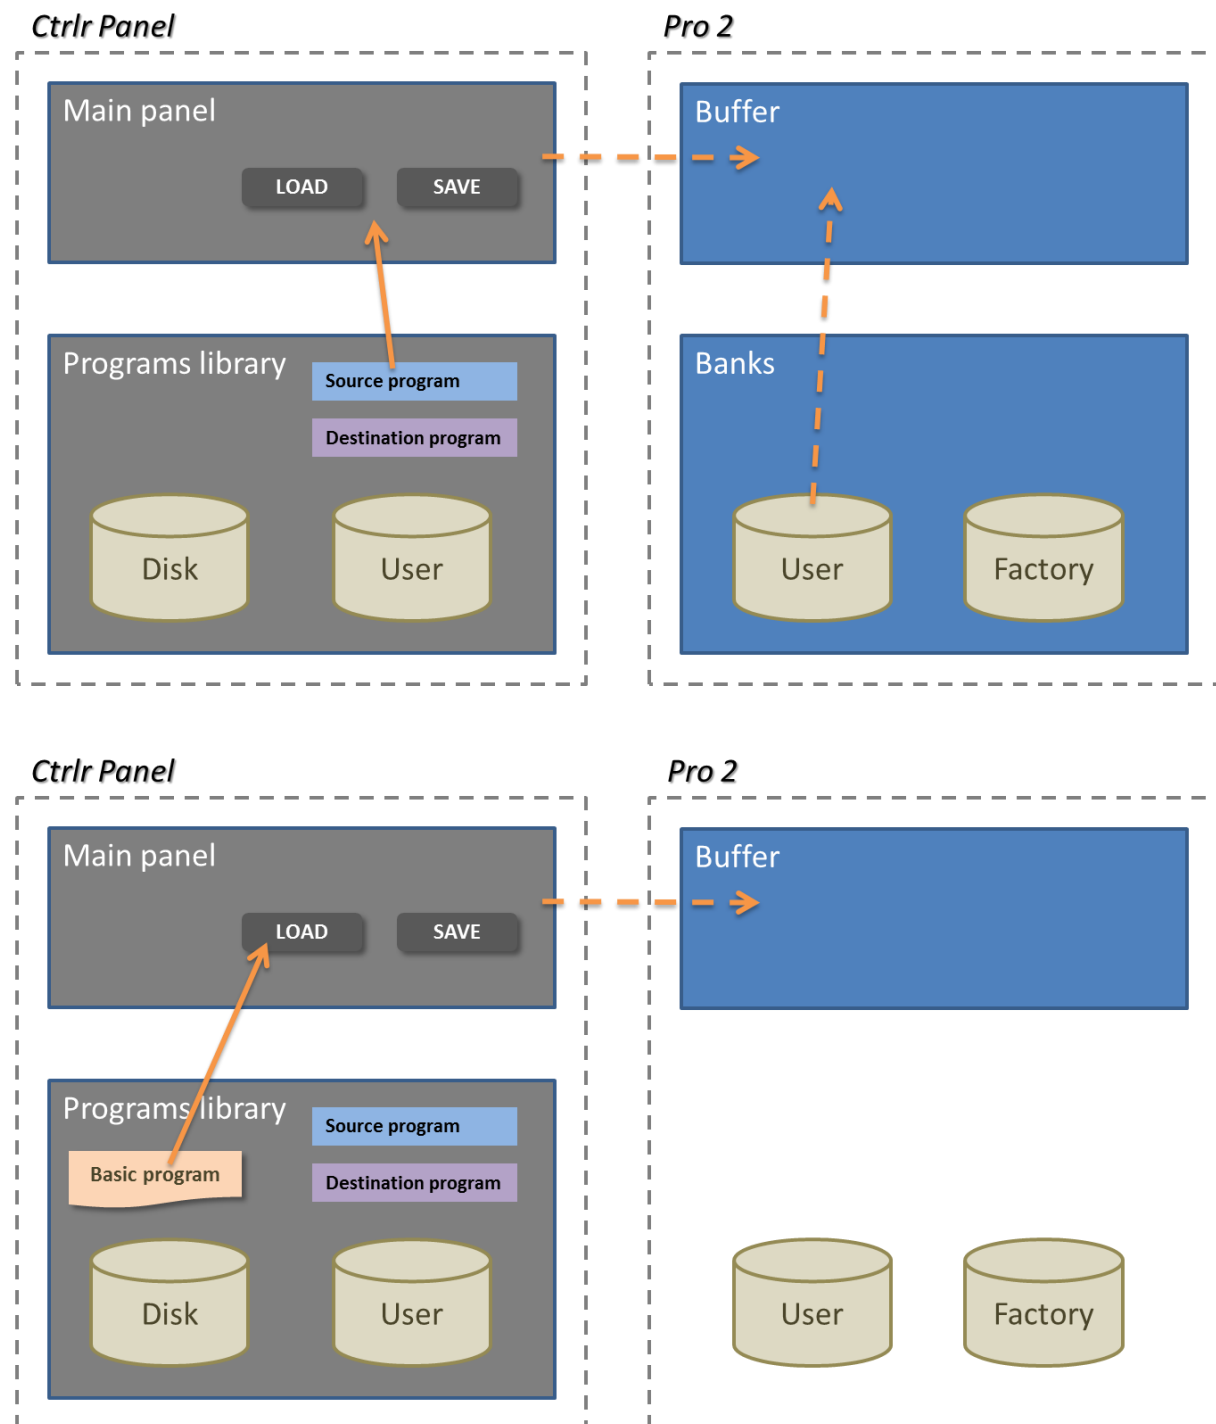 Ctrlr Panel
Pro 2
Main panel
LOAD
SAVE
Buffer
Programs library
Source program
Destination program
Disk
User
Banks
User
Factory
Ctrlr Panel
Pro 2
Main panel
LOAD
SAVE
Buffer
Programs library
Source program
Basic program
Destination program
Disk
User
User
Factory